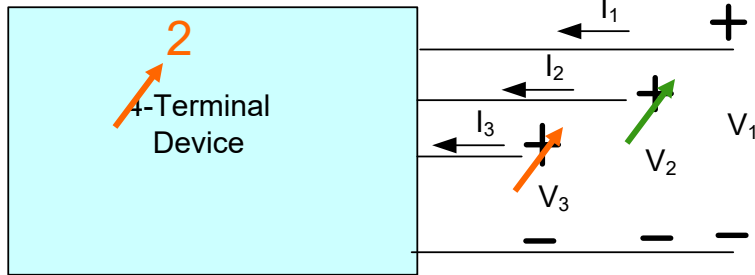 2
4-Terminal
Device
I₁
I₂
I₃
+
+
+
V₁
V₂
V₃
− − −